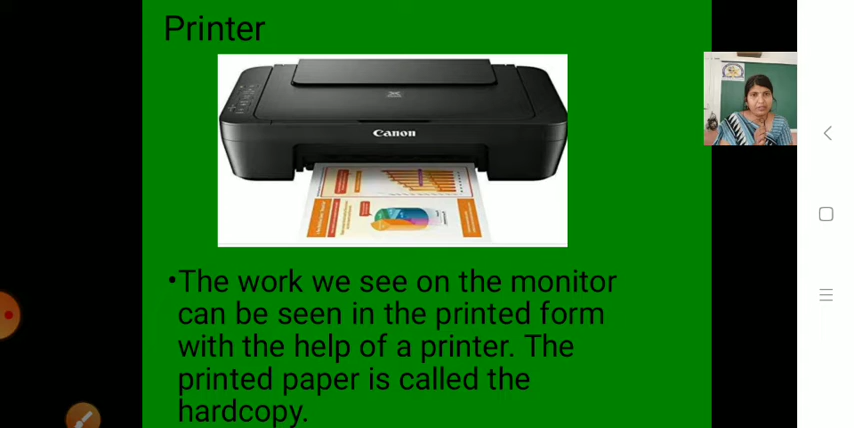 Printer
Canon
•The work we see on the monitor
can be seen in the printed form
with the help of a printer. The
printed paper is called the
hardcopy.